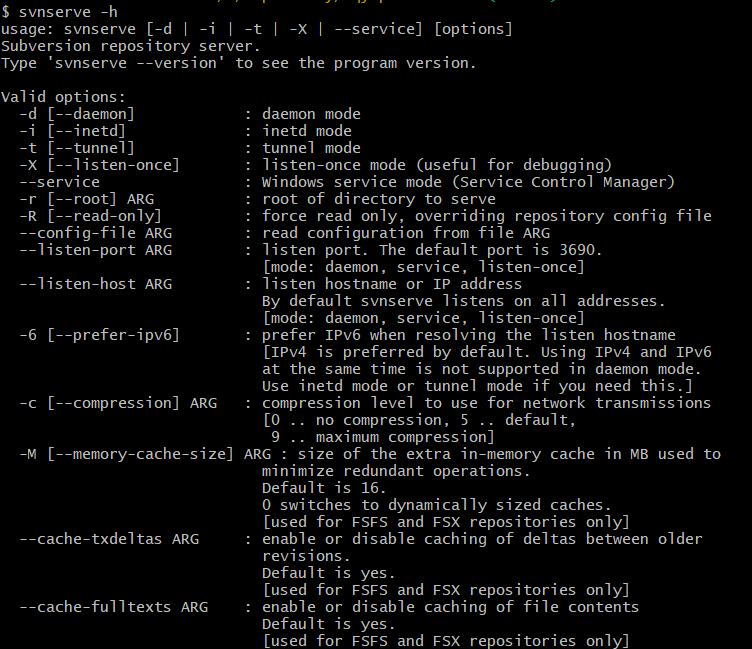 $ svnserve -h
usage: svnserve [-d | -i | -t | -X | --service] [options]
Subversion repository server.
Type 'svnserve --version' to see the program version.

Valid options:
  -d [--daemon]            : daemon mode
  -i [--inetd]             : inetd mode
  -t [--tunnel]            : tunnel mode
  -X [--listen-once]       : listen-once mode (useful for debugging)
  --service                : Windows service mode (Service Control Manager)
  -r [--root] ARG          : root of directory to serve
  -R [--read-only]         : force read only, overriding repository config file
  --config-file ARG        : read configuration from file ARG
  --listen-port ARG        : listen port. The default port is 3690.
                             [mode: daemon, service, listen-once]
  --listen-host ARG        : listen hostname or IP address
                             By default svnserve listens on all addresses.
                             [mode: daemon, service, listen-once]
  -6 [--prefer-ipv6]       : prefer IPv6 when resolving the listen hostname
                             [IPv4 is preferred by default. Using IPv4 and IPv6
                             at the same time is not supported in daemon mode.
                             Use inetd mode or tunnel mode if you need this.]
  -c [--compression] ARG   : compression level to use for network transmissions
                             [0 .. no compression, 5 .. default,
                              9 .. maximum compression]
  -M [--memory-cache-size] ARG : size of the extra in-memory cache in MB used to
                             minimize redundant operations.
                             Default is 16.
                             0 switches to dynamically sized caches.
                             [used for FSFS and FSX repositories only]
  --cache-txdeltas ARG     : enable or disable caching of deltas between older
                             revisions.
                             Default is yes.
                             [used for FSFS and FSX repositories only]
  --cache-fulltexts ARG    : enable or disable caching of file contents
                             Default is yes.
                             [used for FSFS and FSX repositories only]